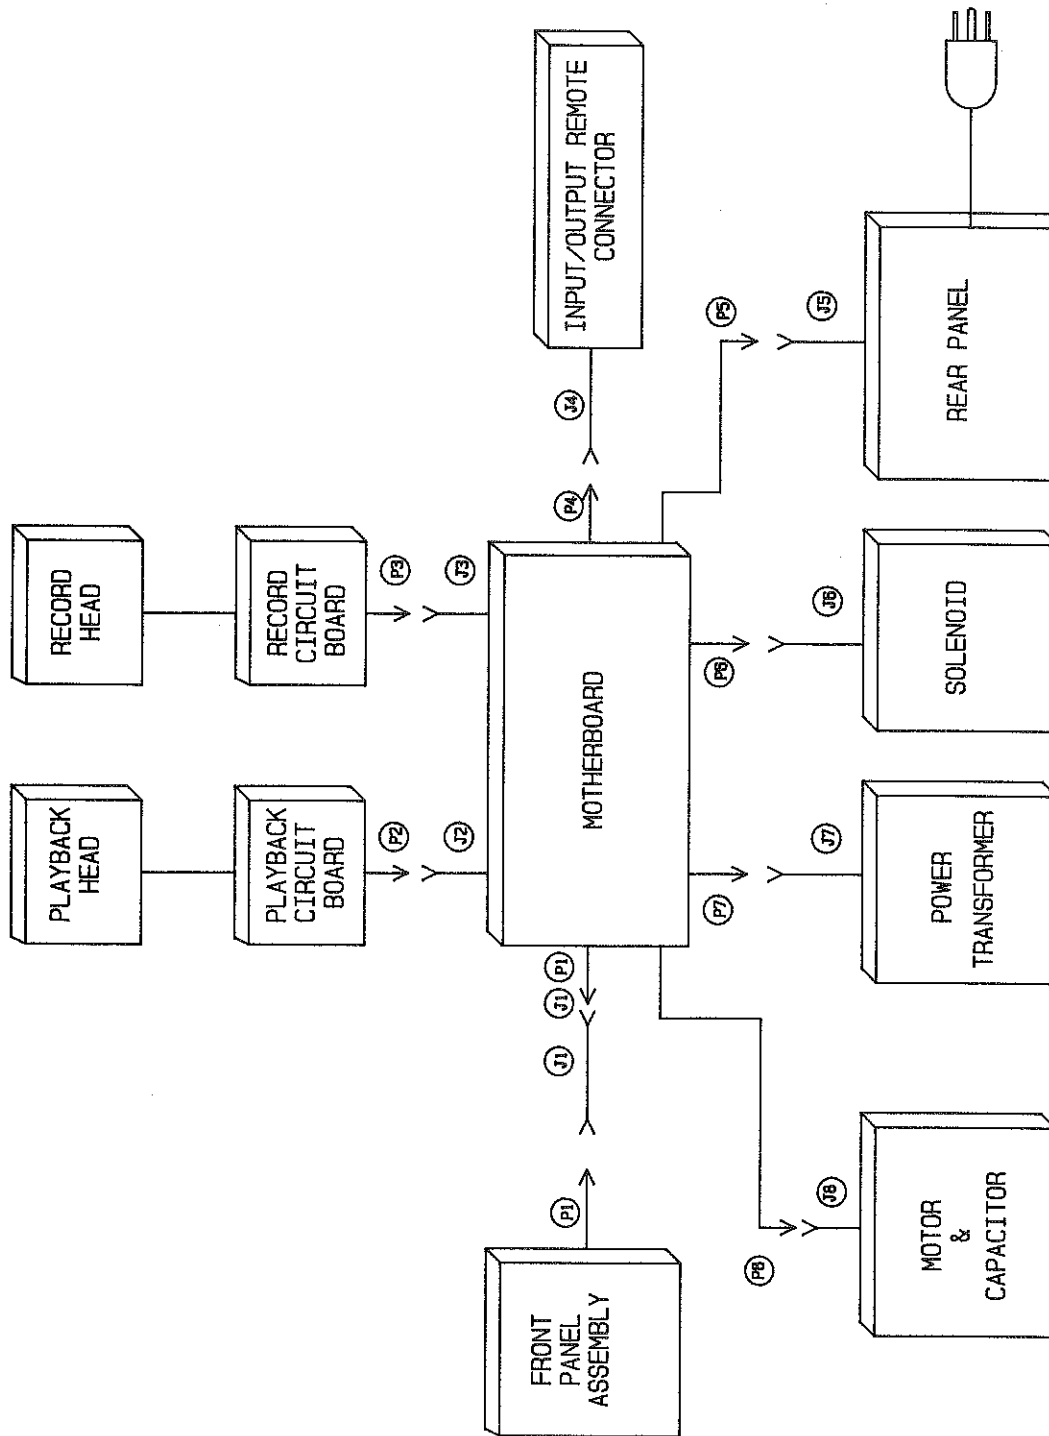 PLAYBACK
HEAD
RECORD
HEAD
PLAYBACK
CIRCUIT
BOARD
RECORD
CIRCUIT
BOARD
INPUT/OUTPUT REMOTE
CONNECTOR
P2
P3
J2
J3
J4
P4
FRONT
PANEL
ASSEMBLY
P1
J1
J1
P1
MOTHERBOARD
P8
P7
P6
P5
J8
J7
J6
J5
MOTOR
&
CAPACITOR
POWER
TRANSFORMER
SOLENOID
REAR PANEL